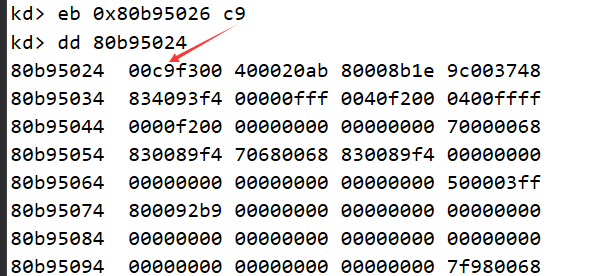 kd> eb 0x80b95026 c9
kd> dd 80b95024
80b95024  00c9f300 400020ab 80008b1e 9c003748
80b95034  834093f4 00000fff 0040f200 0400ffff
80b95044  0000f200 00000000 00000000 70000068
80b95054  830089f4 70680068 830089f4 00000000
80b95064  00000000 00000000 00000000 500003ff
80b95074  800092b9 00000000 00000000 00000000
80b95084  00000000 00000000 00000000 00000000
80b95094  00000000 00000000 00000000 7f980068